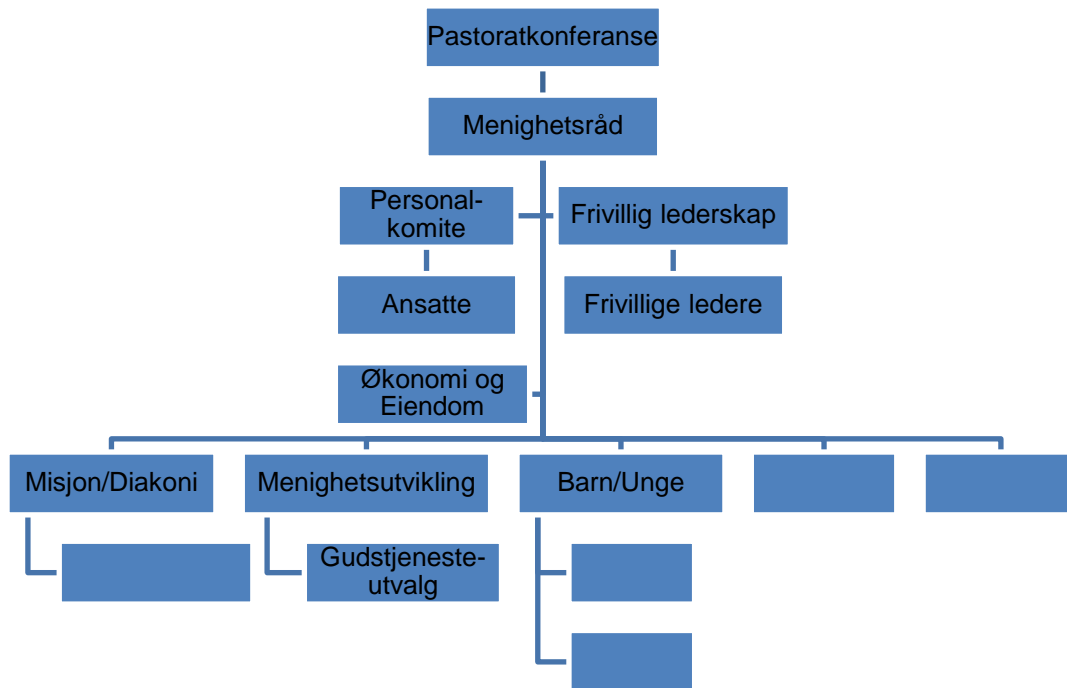 Pastoratkonferanse
Menighetsråd
Personal-
komite
Frivillig lederskap
Ansatte
Frivillige ledere
Økonomi og
Eiendom
Misjon/Diakoni
Menighetsutvikling
Barn/Unge
Gudstjeneste-
utvalg